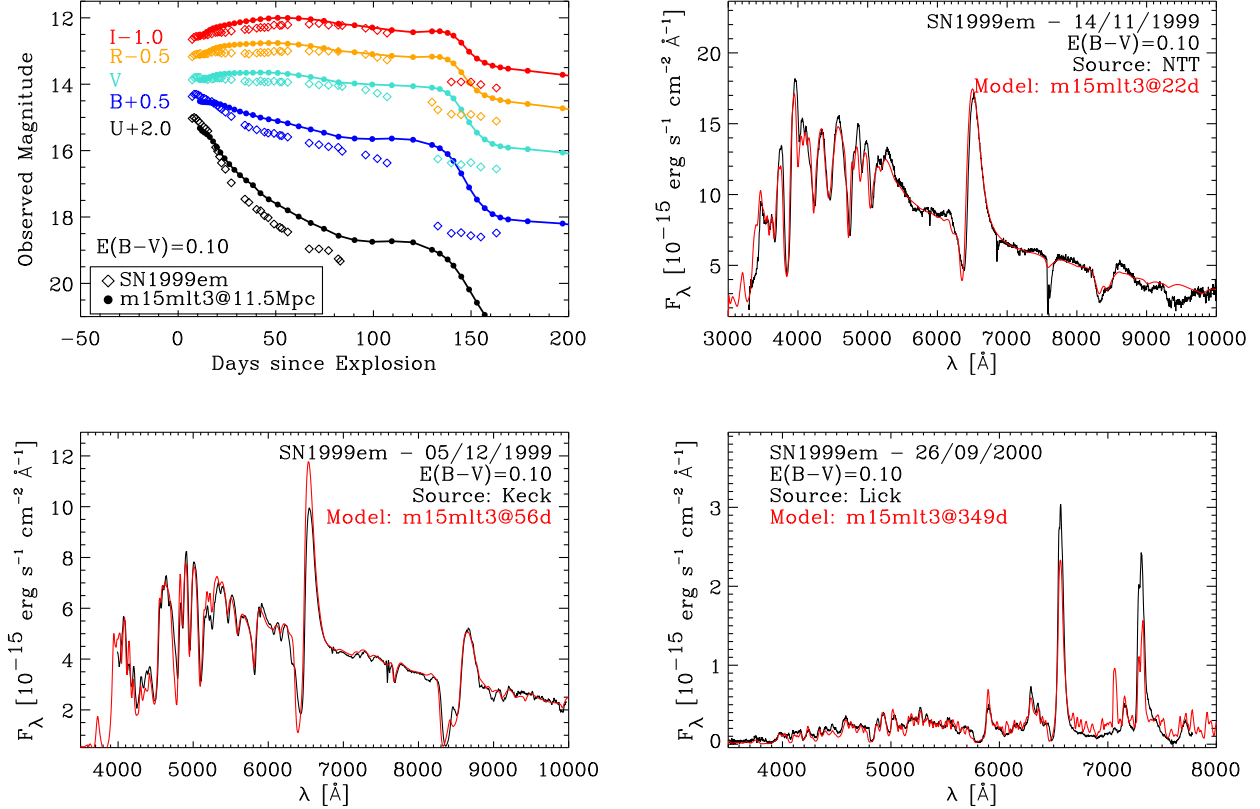 12
14
16
18
20
Observed Magnitude
I−1.0
R−0.5
V
B+0.5
U+2.0
E(B−V)=0.10
SN1999em
m15mlt3@11.5Mpc
−50 0 50 100 150 200
Days since Explosion
20
15
10
5
F_λ [10⁻¹⁵ erg s⁻¹ cm⁻² Å⁻¹]
SN1999em − 14/11/1999
E(B−V)=0.10
Source: NTT
Model: m15mlt3@22d
3000 4000 5000 6000 7000 8000 9000 10000
λ [Å]
12
10
8
6
4
2
F_λ [10⁻¹⁵ erg s⁻¹ cm⁻² Å⁻¹]
SN1999em − 05/12/1999
E(B−V)=0.10
Source: Keck
Model: m15mlt3@56d
4000 5000 6000 7000 8000 9000 10000
λ [Å]
3
2
1
0
F_λ [10⁻¹⁵ erg s⁻¹ cm⁻² Å⁻¹]
SN1999em − 26/09/2000
E(B−V)=0.10
Source: Lick
Model: m15mlt3@349d
4000 5000 6000 7000 8000
λ [Å]